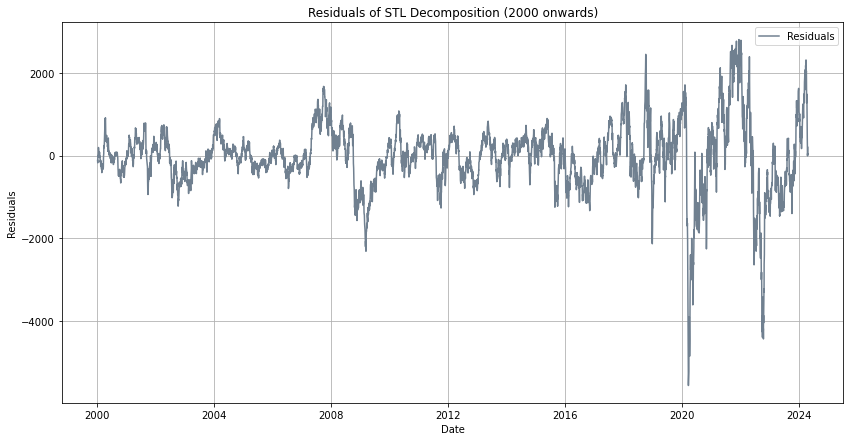 Residuals of STL Decomposition (2000 onwards)
Residuals
2000
0
−2000
−4000
Residuals
2000
2004
2008
2012
2016
2020
2024
Date